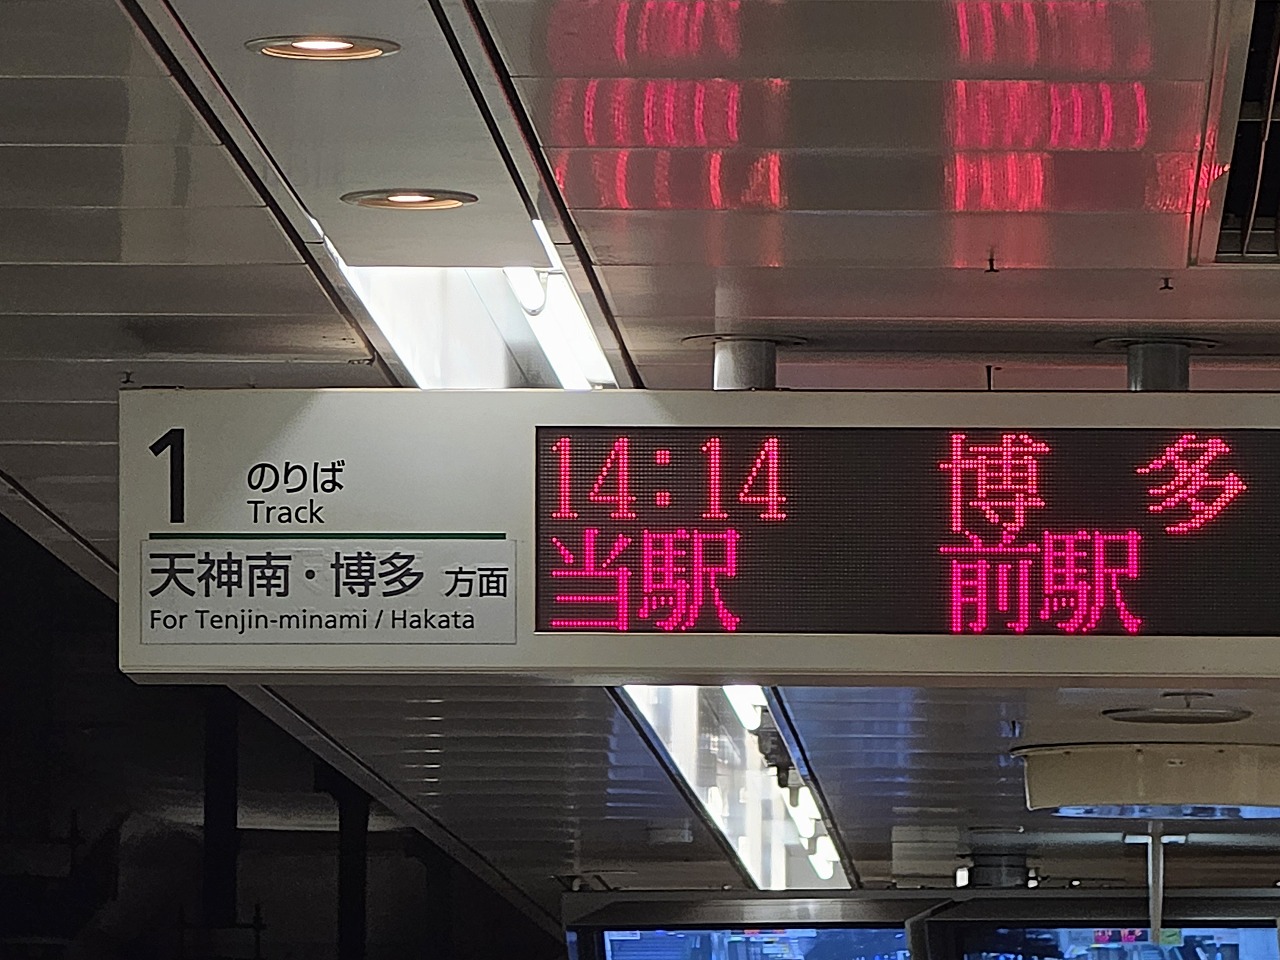 1 のりば
Track
天神南・博多 方面
For Tenjin-minami / Hakata
14:14 博 多
当駅 前駅